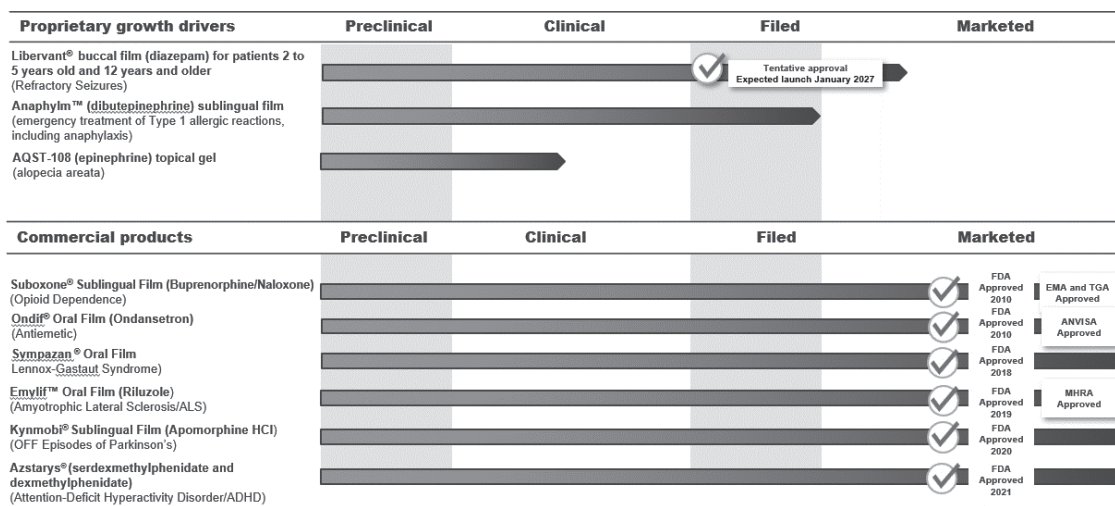 Proprietary growth drivers Preclinical Clinical Filed Marketed
Libervant® buccal film (diazepam) for patients 2 to
5 years old and 12 years and older
(Refractory Seizures)
Tentative approval
Expected launch January 2027
Anaphylm™ (dibutepinephrine) sublingual film
(emergency treatment of Type 1 allergic reactions,
including anaphylaxis)
AQST-108 (epinephrine) topical gel
(alopecia areata)
Commercial products Preclinical Clinical Filed Marketed
Suboxone® Sublingual Film (Buprenorphine/Naloxone)
(Opioid Dependence)
FDA
Approved
2010
EMA and TGA
Approved
Ondif® Oral Film (Ondansetron)
(Antiemetic)
FDA
Approved
2010
ANVISA
Approved
Sympazan® Oral Film
Lennox-Gastaut Syndrome)
FDA
Approved
2018
Emylif™ Oral Film (Riluzole)
(Amyotrophic Lateral Sclerosis/ALS)
FDA
Approved
2019
MHRA
Approved
Kynmobi® Sublingual Film (Apomorphine HCl)
(OFF Episodes of Parkinson's)
FDA
Approved
2020
Azstarys® (serdexmethylphenidate and
dexmethylphenidate)
(Attention-Deficit Hyperactivity Disorder/ADHD)
FDA
Approved
2021